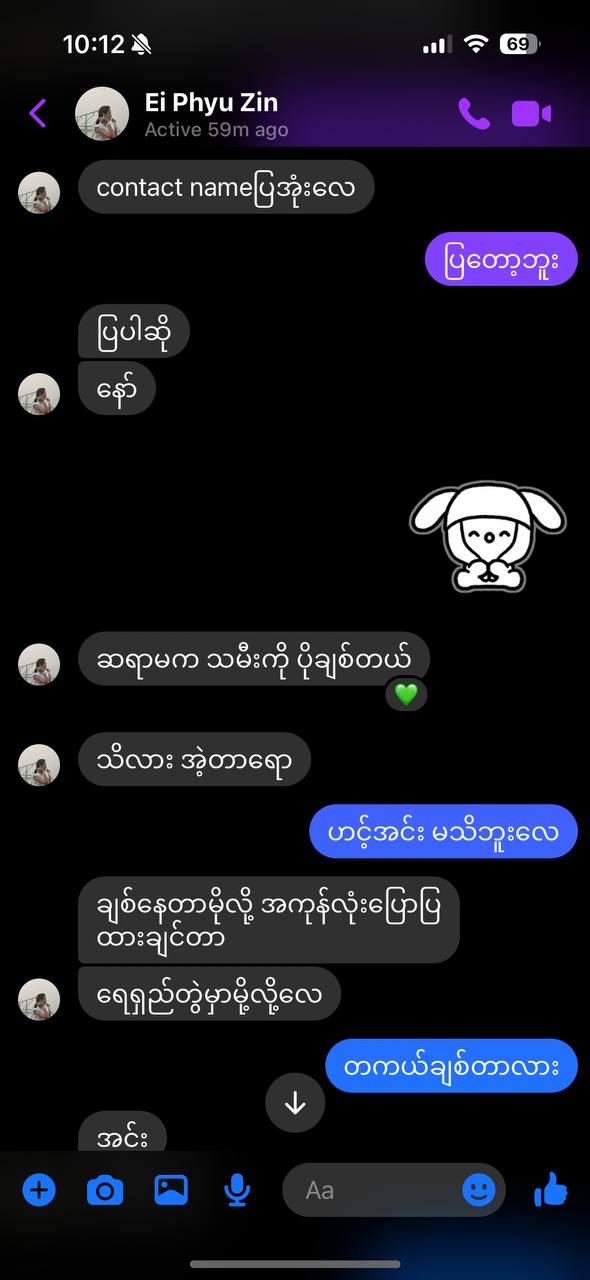 10:12
69
Ei Phyu Zin
Active 59m ago
contact nameပြအုံးလေ
ပြတော့ဘူး
ပြပါဆို
နော်
ဆရာမက သမီးကို ပိုချစ်တယ်
သိလား အဲ့တာရော
ဟင့်အင်း မသိဘူးလေ
ချစ်နေတာမိုလို့ အကုန်လုံးပြောပြ
ထားချင်တာ
ရေရှည်တွဲမှာမို့လို့လေ
တကယ်ချစ်တာလား
အင်း
Aa